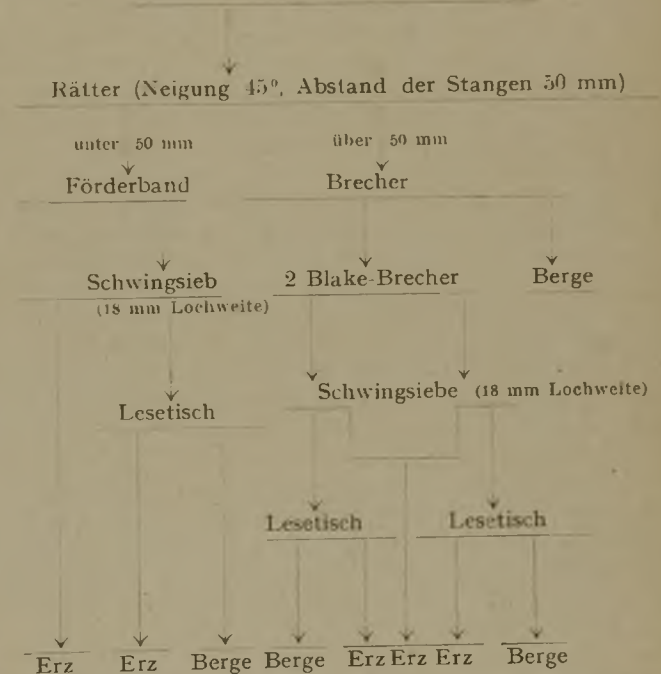 Rätter (Neigung 45°, Abstand der Stangen 50 mm)
unter 50 mm
über 50 mm
Förderband
Brecher
Schwingsieb
2 Blake-Brecher
Berge
(18 mm Lochweite)
Schwingsiebe (18 mm Lochweite)
Lesetisch
Lesetisch
Lesetisch
Erz Erz Berge Berge Erz Erz Erz Berge